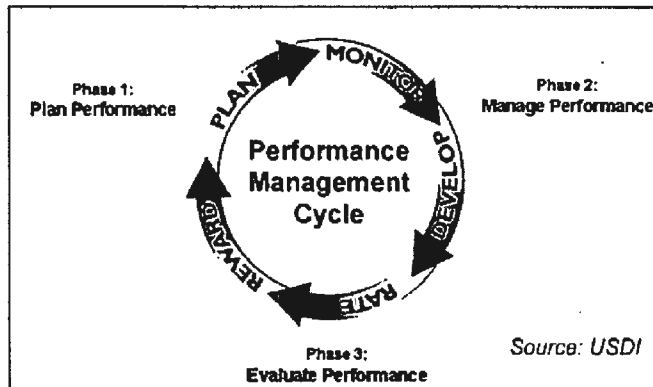 Phase 1:
Plan Performance
PLAN
MONITOR
Phase 2:
Manage Performance
DEVELOP
Performance
Management
Cycle
RATE
REWARD
Phase 3:
Evaluate Performance
Source: USDI